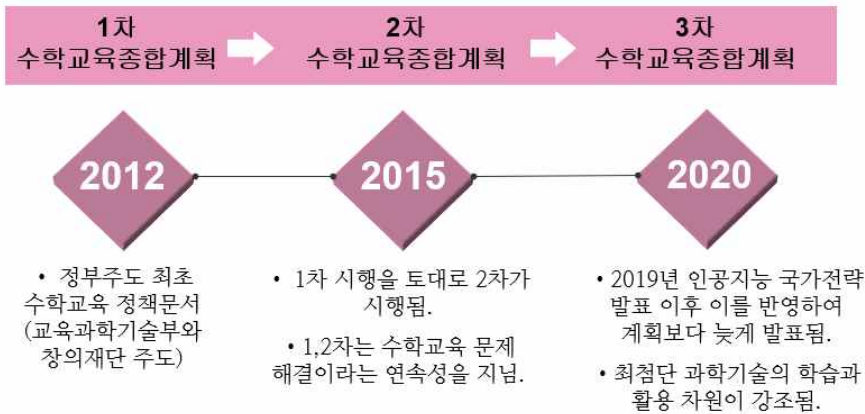 1차
수학교육종합계획
2차
수학교육종합계획
3차
수학교육종합계획
2012
2015
2020
• 정부주도 최초
수학교육 정책문서
(교육과학기술부와
창의재단 주도)
• 1차 시행을 토대로 2차가
시행됨.
• 1,2차는 수학교육 문제
해결이라는 연속성을 지님.
• 2019년 인공지능 국가전략
발표 이후 이를 반영하여
계획보다 늦게 발표됨.
• 최첨단 과학기술의 학습과
활용 차원이 강조됨.